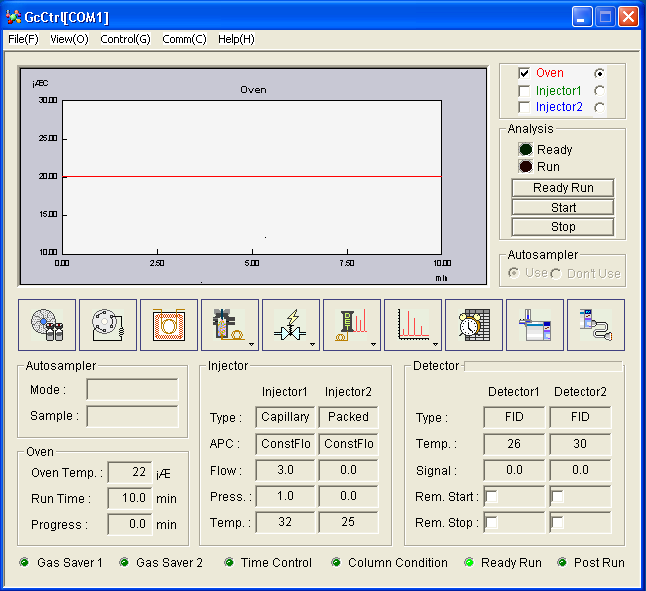 GcCtrl[COM1]
File(F) View(O) Control(G) Comm(C) Help(H)
¡ÆC
Oven
30.00
25.00
20.00
15.00
10.00
0.00 2.50 5.00 7.50 10.00
min
Oven
Injector1
Injector2
Analysis
Ready
Run
Ready Run
Start
Stop
Autosampler
Use Don't Use
Autosampler
Mode :
Sample :
Oven
Oven Temp. : 22 ¡Æ
Run Time : 10.0 min
Progress : 0.0 min
Injector
Injector1 Injector2
Type : Capillary Packed
APC: ConstFlo ConstFlo
Flow : 3.0 0.0
Press. : 1.0 0.0
Temp. : 32 25
Detector
Detector1 Detector2
Type : FID FID
Temp. : 26 30
Signal : 0.0 0.0
Rem. Start :
Rem. Stop :
Gas Saver 1 Gas Saver 2 Time Control Column Condition Ready Run Post Run